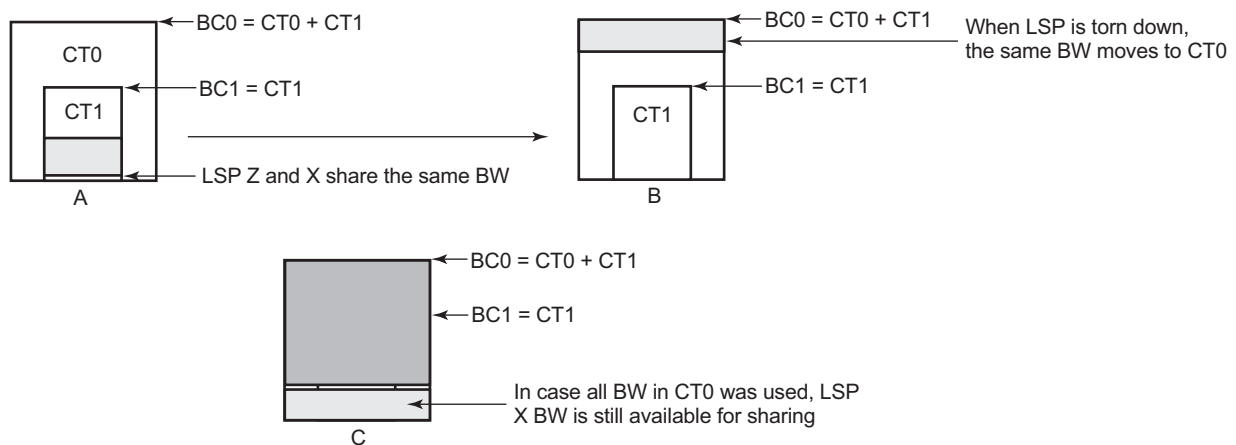 BC0 = CT0 + CT1
CT0
BC1 = CT1
CT1
LSP Z and X share the same BW
A
BC0 = CT0 + CT1
When LSP is torn down,
the same BW moves to CT0
BC1 = CT1
CT1
B
BC0 = CT0 + CT1
BC1 = CT1
In case all BW in CT0 was used, LSP
X BW is still available for sharing
C